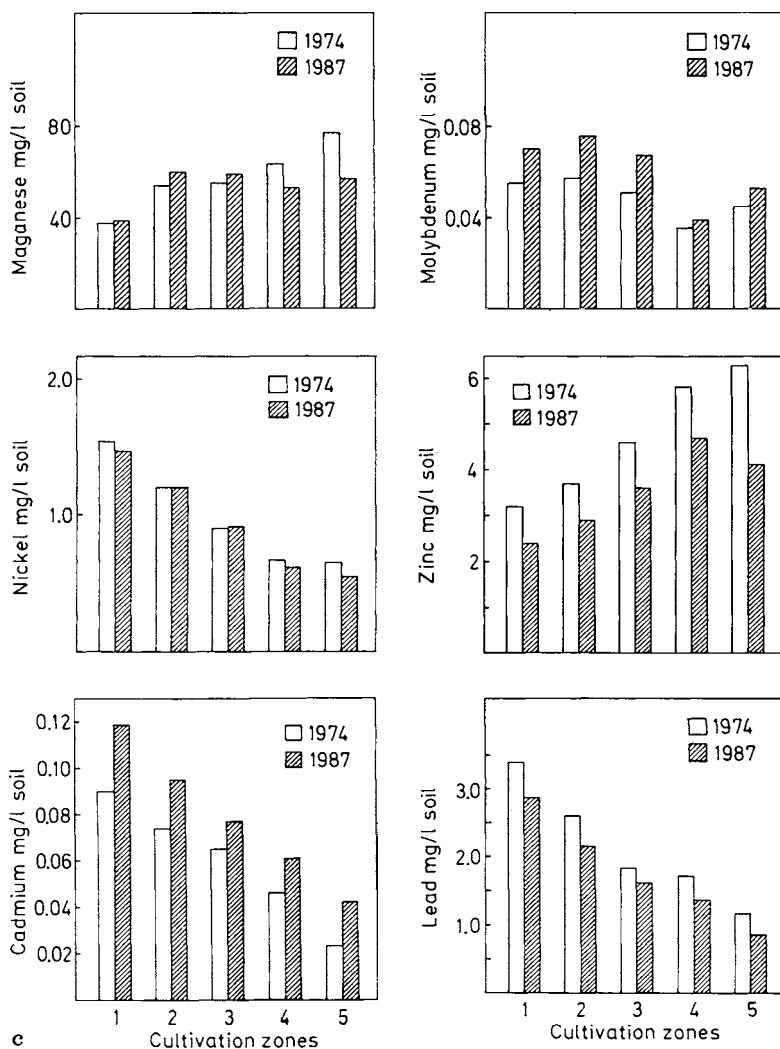 Maganese mg/l soil
80
40
1974
1987
Molybdenum mg/l soil
0.08
0.04
1974
1987
Nickel mg/l soil
2.0
1.0
1974
1987
Zinc mg/l soil
6
4
2
1974
1987
Cadmium mg/l soil
0.12
0.10
0.08
0.06
0.04
0.02
1974
1987
1 2 3 4 5
Cultivation zones
Lead mg/l soil
3.0
2.0
1.0
1974
1987
1 2 3 4 5
Cultivation zones
c